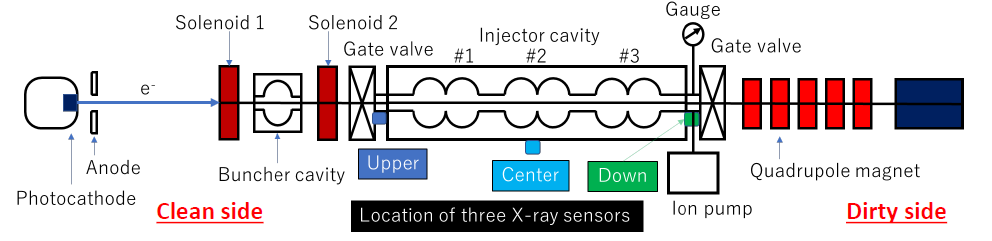 Solenoid 1
Solenoid 2
Gauge
Gate valve
Injector cavity
Gate valve
#1
#2
#3
e-
Anode
Photocathode
Buncher cavity
Upper
Center
Down
Ion pump
Quadrupole magnet
Clean side
Location of three X-ray sensors
Dirty side